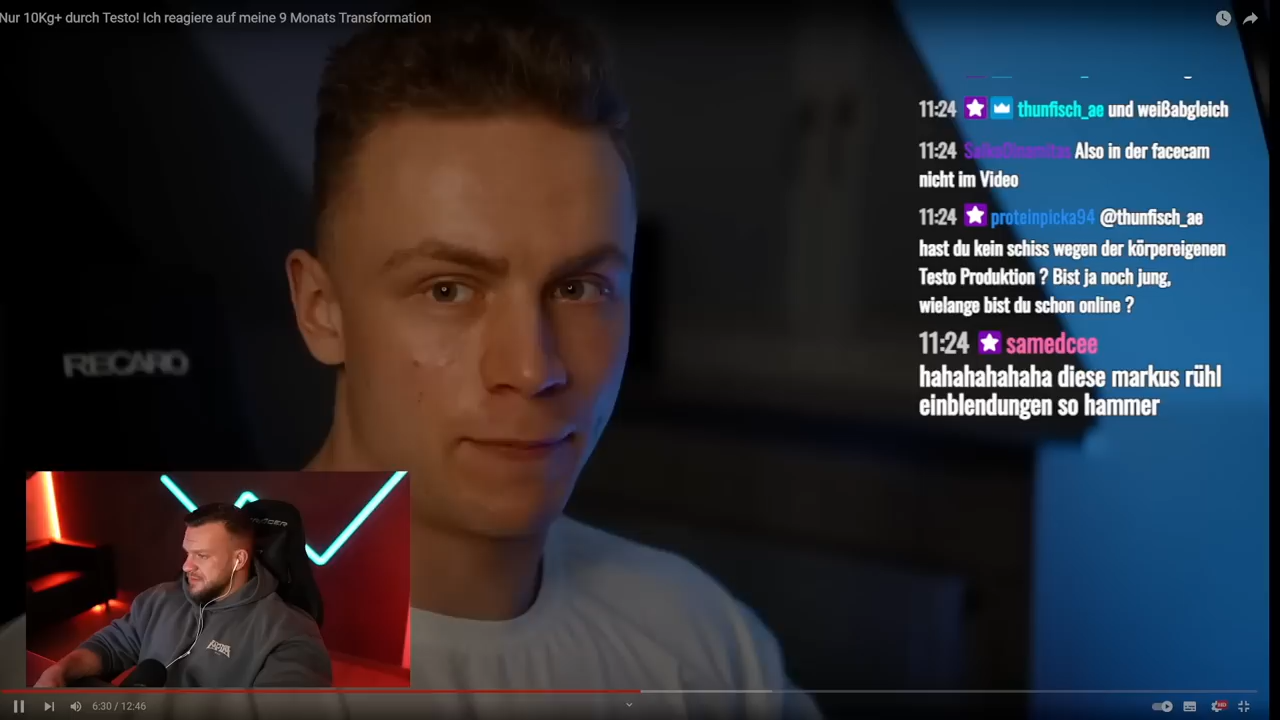 Nur 10Kg+ durch Testo! Ich reagiere auf meine 9 Monats Transformation
11:24 thunfisch_ae und weißabgleich
11:24 Also in der facecam
nicht im Video
11:24 proteinpicka94 @thunfisch_ae
hast du kein schiss wegen der körpereigenen
Testo Produktion ? Bist ja noch jung,
wielange bist du schon online ?
11:24 samedcee
hahahahahaha diese markus rühl
einblendungen so hammer
RECARO
6:30 / 12:46
HD